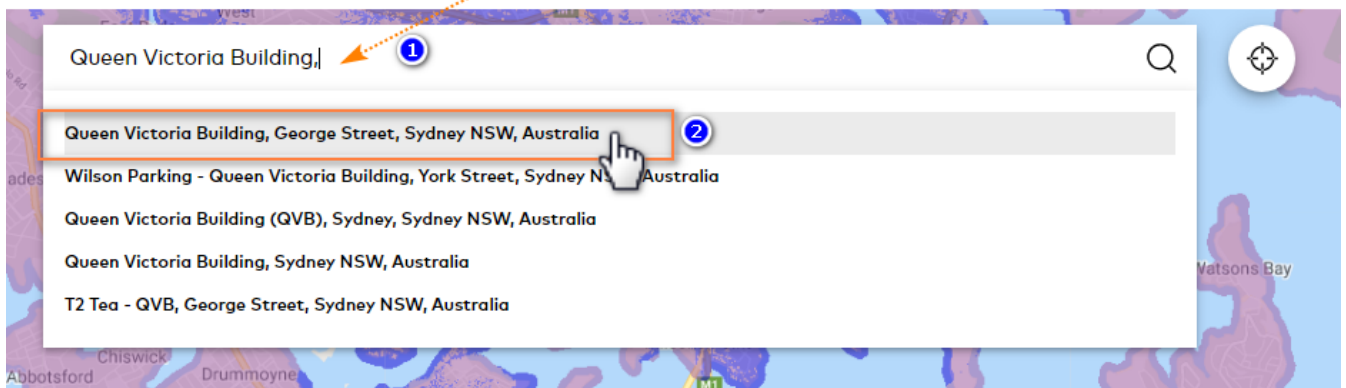 West
Queen Victoria Building,
1
Queen Victoria Building, George Street, Sydney NSW, Australia
2
Wilson Parking - Queen Victoria Building, York Street, Sydney Australia
Queen Victoria Building (QVB), Sydney, Sydney NSW, Australia
Queen Victoria Building, Sydney NSW, Australia
Watsons Bay
T2 Tea - QVB, George Street, Sydney NSW, Australia
Chiswick
Abbotsford
Drummoyne
M1